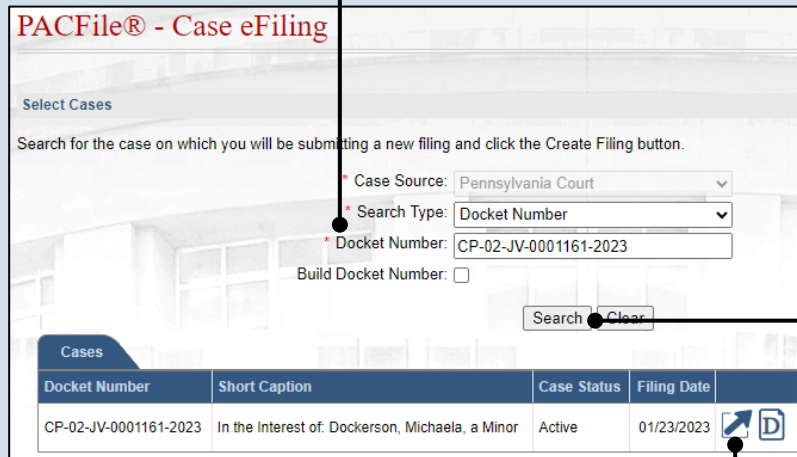 PACFile® - Case eFiling
Select Cases
Search for the case on which you will be submitting a new filing and click the Create Filing button.
* Case Source: Pennsylvania Court
* Search Type: Docket Number
* Docket Number: CP-02-JV-0001161-2023
Build Docket Number:
Search Clear
Cases
Docket Number Short Caption Case Status Filing Date
CP-02-JV-0001161-2023 In the Interest of: Dockerson, Michaela, a Minor Active 01/23/2023 D